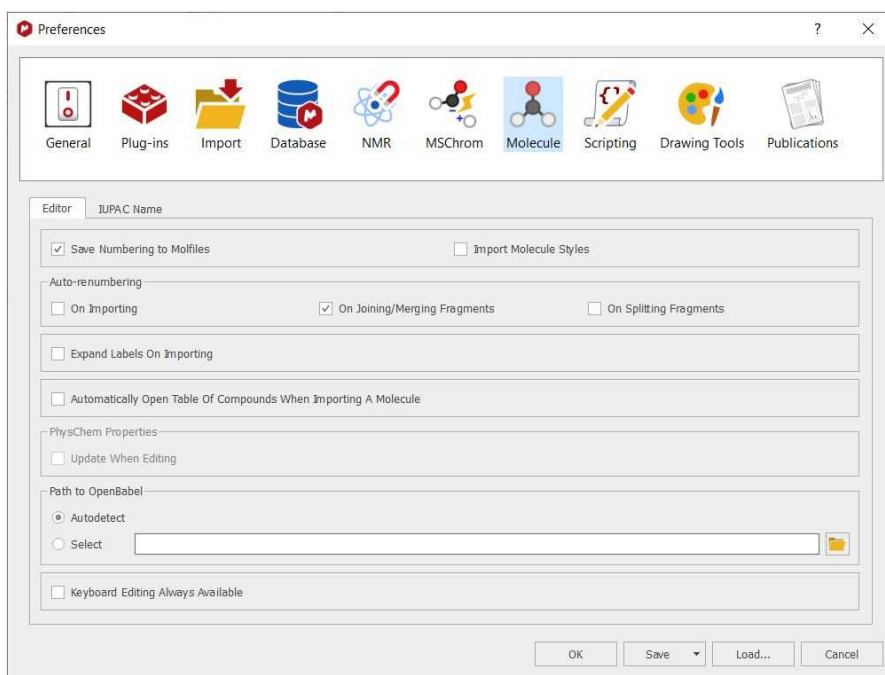 Preferences ?
General Plug-ins Import Database NMR MSChrom Molecule Scripting Drawing Tools Publications
Editor IUPAC Name
Save Numbering to Molfiles Import Molecule Styles
Auto-renumbering
On Importing On Joining/Merging Fragments On Splitting Fragments
Expand Labels On Importing
Automatically Open Table Of Compounds When Importing A Molecule
PhysChem Properties
Update When Editing
Path to OpenBabel
Autodetect
Select
Keyboard Editing Always Available
OK Save Load... Cancel